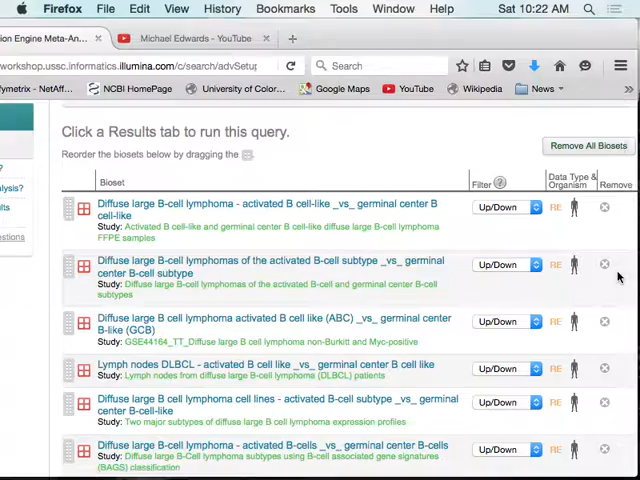 Firefox File Edit View History Bookmarks Tools Window Help Sat 10:22 AM
ion Engine Meta-An... × Michael Edwards - YouTube × +
workshop.ussc.informatics.illumina.com/c/search/advSetup Search
ymetrix - NetAff... NCBI HomePage University of Color... Google Maps YouTube Wikipedia News »
Click a Results tab to run this query.
Reorder the biosets below by dragging the
Remove All Biosets
Bioset Filter ? Data Type & Organism Remove
Diffuse large B-cell lymphoma - activated B cell-like _vs_ germinal center B
cell-like
Study: Activated B cell-like and germinal center B cell-like diffuse large B-cell lymphoma
FFPE samples
Up/Down RE
Diffuse large B-cell lymphomas of the activated B-cell subtype _vs_ germinal
center B-cell subtype
Study: Diffuse large B-cell lymphomas of the activated B-cell and germinal center B-cell
subtypes
Up/Down RE
Diffuse large B-cell lymphoma activated B cell like (ABC) _vs_ germinal center
B-like (GCB)
Study: GSE44164_TT_Diffuse large B-cell lymphoma non-Burkitt and Myc-positive
Up/Down RE
Lymph nodes DLBCL - activated B cell like _vs_ germinal center B cell like
Study: Lymph nodes from diffuse large B-cell lymphoma (DLBCL) patients
Up/Down RE
Diffuse large B-cell lymphoma cell lines - activated B-cell subtype _vs_ germinal
center B-cell-like
Study: Two major subtypes of diffuse large B cell lymphoma expression profiles
Up/Down RE
Diffuse large B-cell lymphoma - activated B-cells _vs_ germinal center B-cells
Study: Diffuse large B-cell lymphoma subtypes using B-cell associated gene signatures
(BAGS) classification
Up/Down RE
?
alysis?
lts
estions